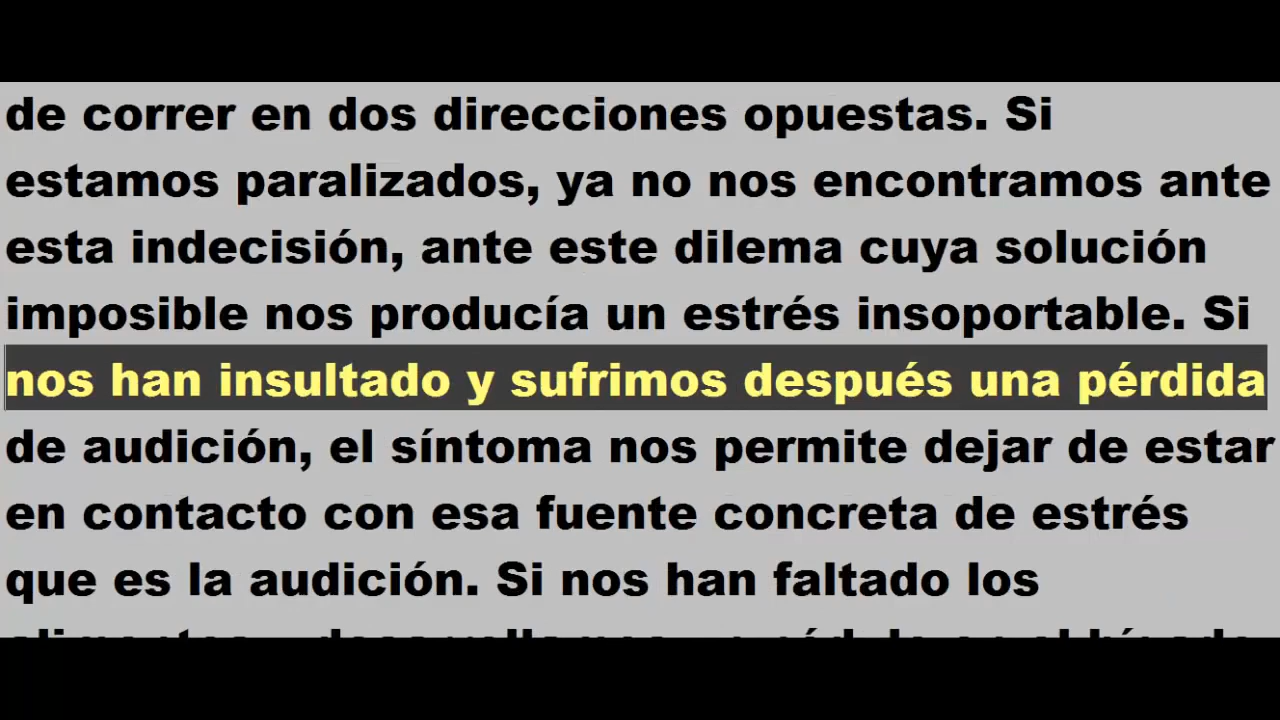 de correr en dos direcciones opuestas. Si
estamos paralizados, ya no nos encontramos ante
esta indecisión, ante este dilema cuya solución
imposible nos producía un estrés insoportable. Si
nos han insultado y sufrimos después una pérdida
de audición, el síntoma nos permite dejar de estar
en contacto con esa fuente concreta de estrés
que es la audición. Si nos han faltado los